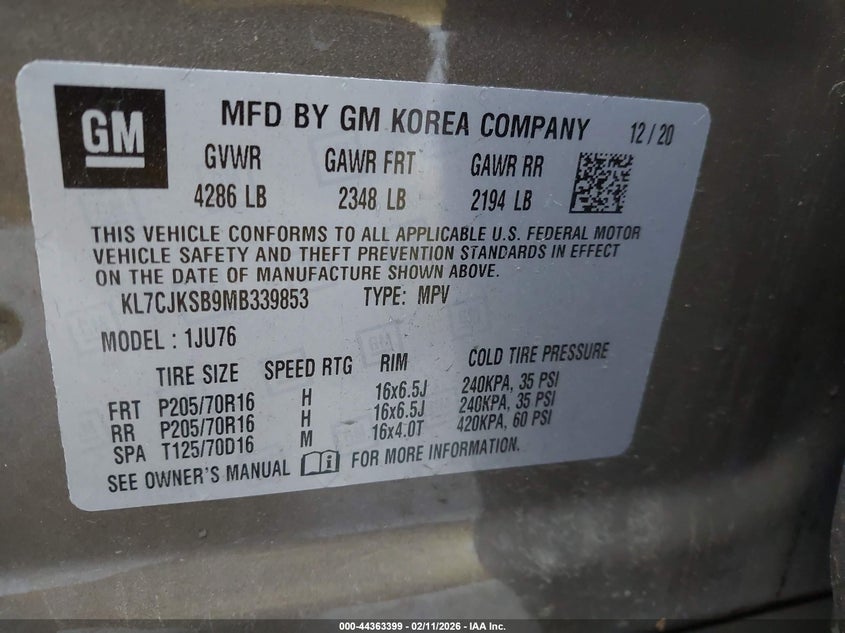 GM
MFD BY GM KOREA COMPANY 12/20
GVWR GAWR FRT GAWR RR
4286 LB 2348 LB 2194 LB
THIS VEHICLE CONFORMS TO ALL APPLICABLE U.S. FEDERAL MOTOR
VEHICLE SAFETY AND THEFT PREVENTION STANDARDS IN EFFECT
ON THE DATE OF MANUFACTURE SHOWN ABOVE.
KL7CJKSB9MB339853 TYPE: MPV
MODEL : 1JU76
TIRE SIZE SPEED RTG RIM COLD TIRE PRESSURE
FRT P205/70R16 H 16x6.5J 240KPA, 35 PSI
RR P205/70R16 H 16x6.5J 240KPA, 35 PSI
SPA T125/70D16 M 16x4.0T 420KPA, 60 PSI
SEE OWNER'S MANUAL FOR MORE INFORMATION.
000-44363399 - 02/11/2026 - IAA Inc.